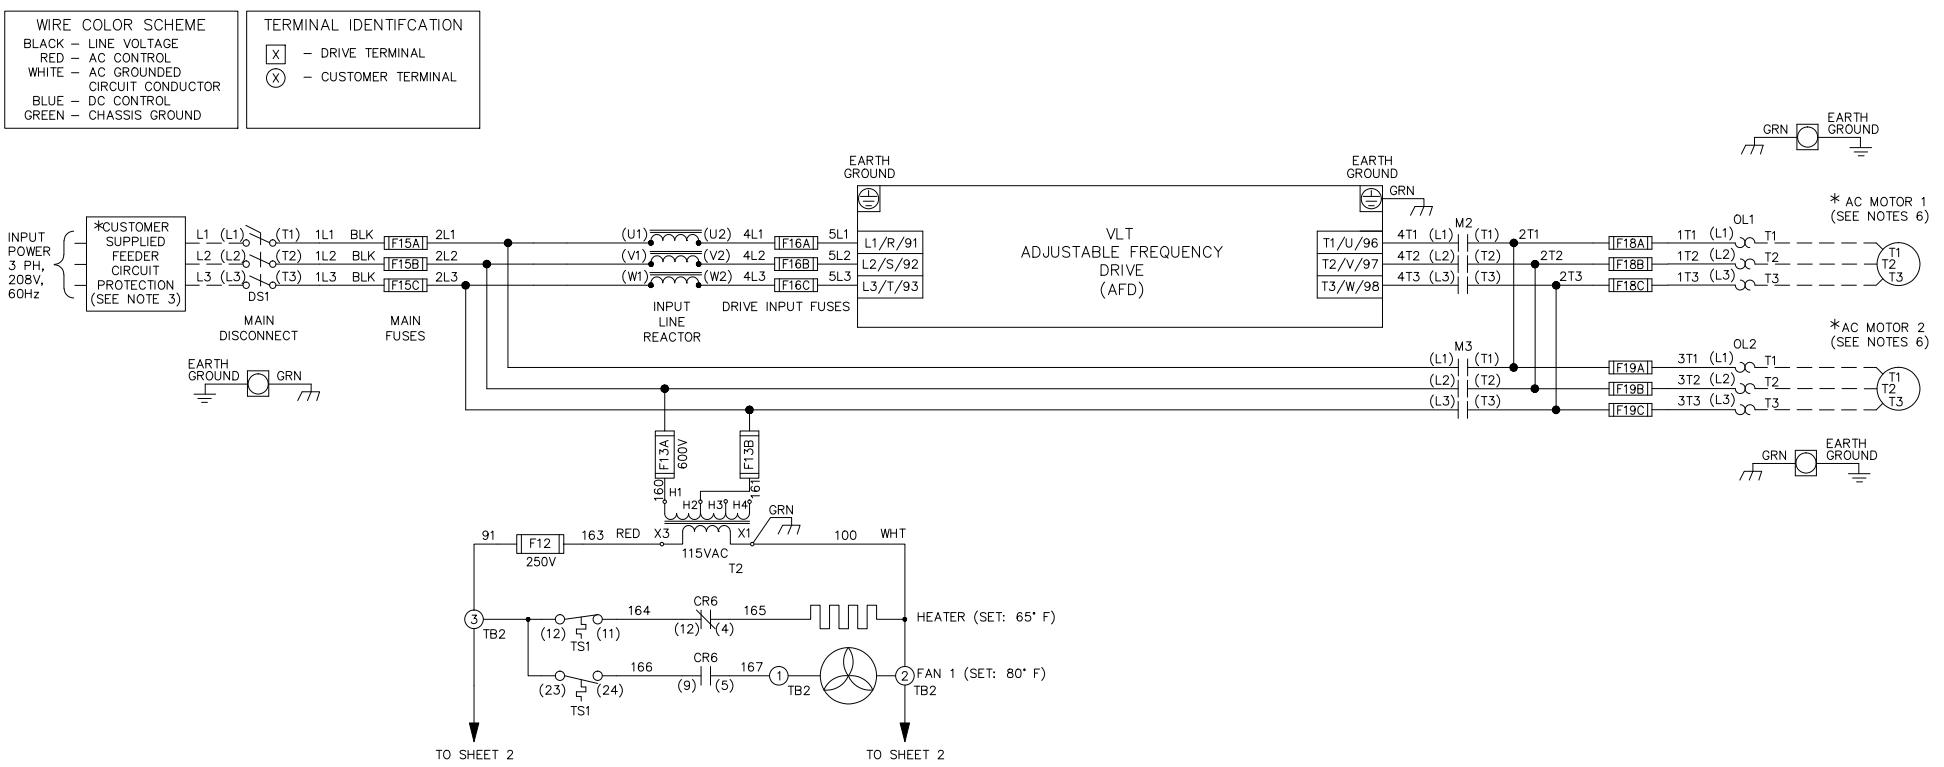 WIRE COLOR SCHEME
BLACK – LINE VOLTAGE
RED – AC CONTROL
WHITE – AC GROUNDED
CIRCUIT CONDUCTOR
BLUE – DC CONTROL
GREEN – CHASSIS GROUND
TERMINAL IDENTIFCATION
X – DRIVE TERMINAL
X – CUSTOMER TERMINAL
INPUT
POWER
3 PH,
208V,
60Hz
*CUSTOMER
SUPPLIED
FEEDER
CIRCUIT
PROTECTION
(SEE NOTE 3)
L1 (L1) (T1) 1L1 BLK F15A 2L1
L2 (L2) (T2) 1L2 BLK F15B 2L2
L3 (L3) (T3) 1L3 BLK F15C 2L3
DS1
MAIN
DISCONNECT
MAIN
FUSES
EARTH
GROUND
GRN
(U1) (U2) 4L1 F16A 5L1
(V1) (V2) 4L2 F16B 5L2
(W1) (W2) 4L3 F16C 5L3
INPUT
LINE
REACTOR
DRIVE INPUT FUSES
EARTH
GROUND
L1/R/91
L2/S/92
L3/T/93
VLT
ADJUSTABLE FREQUENCY
DRIVE
(AFD)
EARTH
GROUND
GRN
T1/U/96
T2/V/97
T3/W/98
M2
4T1 (L1) (T1) 2T1 F18A 1T1 (L1) T1
4T2 (L2) (T2) 2T2 F18B 1T2 (L2) T2
4T3 (L3) (T3) 2T3 F18C 1T3 (L3) T3
OL1
GRN
EARTH
GROUND
* AC MOTOR 1
(SEE NOTES 6)
T1
T2
T3
M3
(L1) (T1) F19A 3T1 (L1) T1
(L2) (T2) F19B 3T2 (L2) T2
(L3) (T3) F19C 3T3 (L3) T3
OL2
*AC MOTOR 2
(SEE NOTES 6)
T1
T2
T3
GRN
EARTH
GROUND
F13A
600V
F13B
160
161
H1
H2 H3 H4
GRN
91 F12 163 RED X3 X1 100 WHT
250V
115VAC
T2
3
TB2
(12) (11)
TS1
164
CR6
(12) (4)
165
HEATER (SET: 65° F)
(23) (24)
TS1
166
CR6
(9) (5)
167
1
TB2
2
TB2
FAN 1 (SET: 80° F)
TO SHEET 2
TO SHEET 2